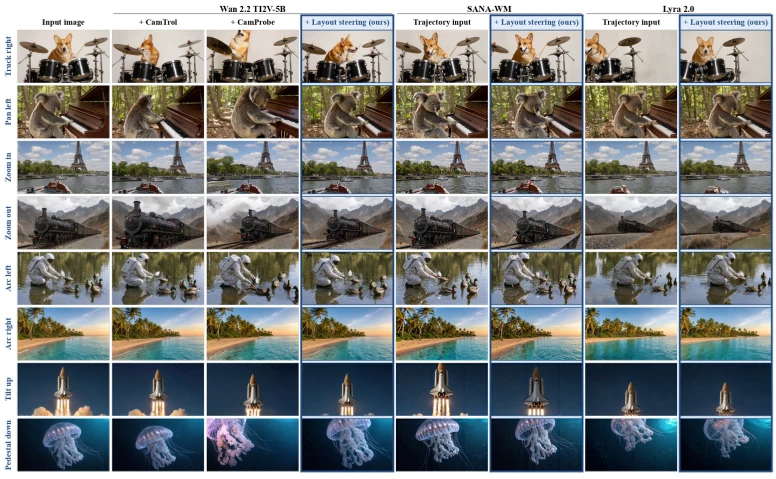 Wan 2.2 TI2V-5B SANA-WM Lyra 2.0
Input image + CamTrol + CamProbe + Layout steering (ours) Trajectory input + Layout steering (ours) Trajectory input + Layout steering (ours)
Truck right
Pan left
Zoom in
Zoom out
Arc left
Arc right
Tilt up
Pedestal down